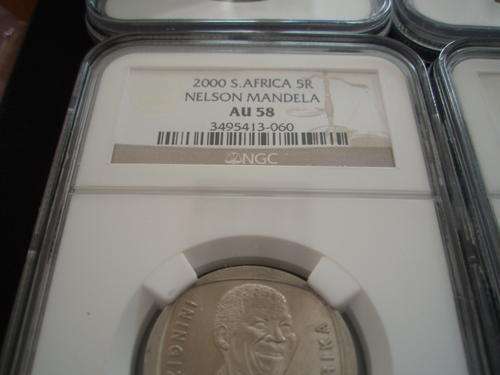 2000 S.AFRICA 5R
NELSON MANDELA
AU 58
3495413-060
NGC